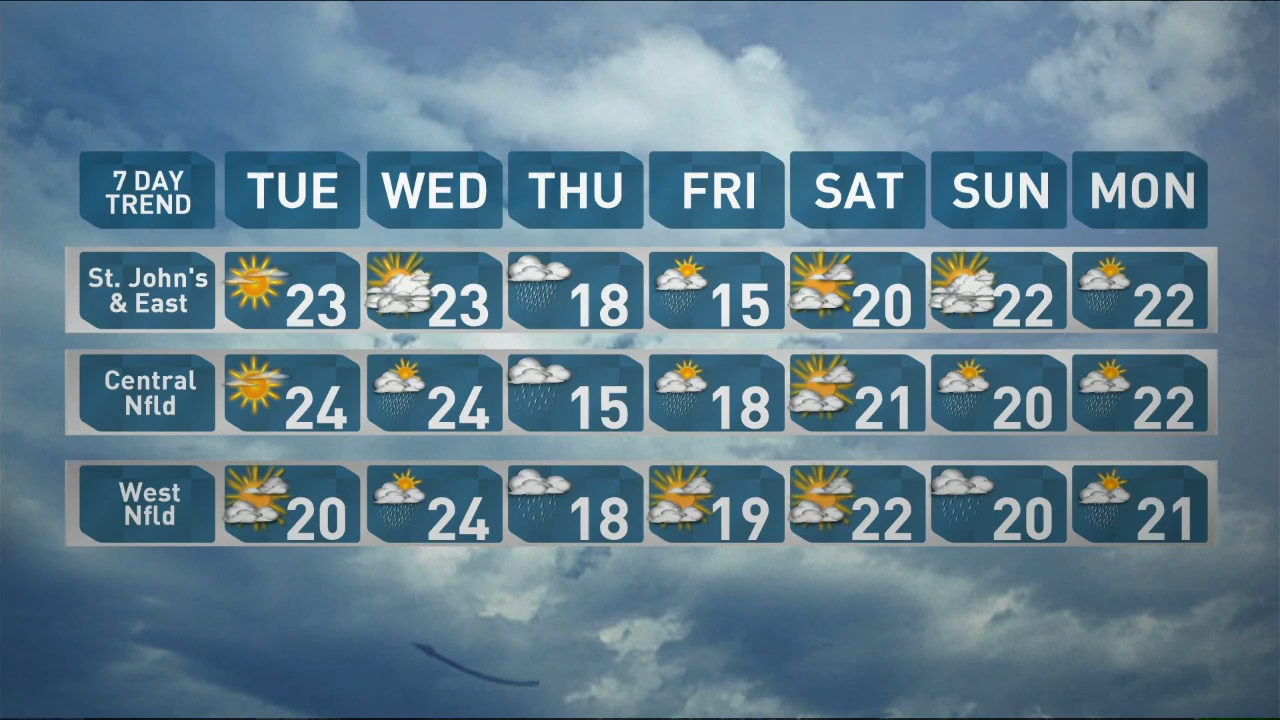 7 DAY
TREND
TUE WED THU FRI SAT SUN MON
St. John's
& East
23 23 18 15 20 22 22
Central
Nfld
24 24 15 18 21 20 22
West
Nfld
20 24 18 19 22 20 21